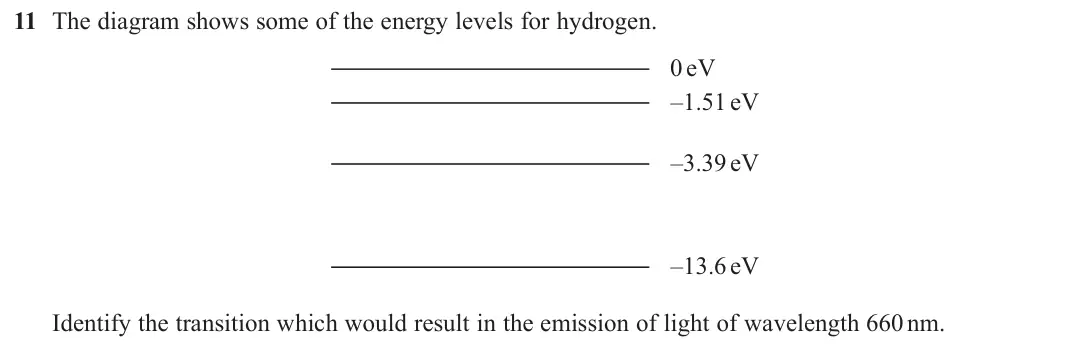 11 The diagram shows some of the energy levels for hydrogen.
0 eV
–1.51 eV
–3.39 eV
–13.6 eV
Identify the transition which would result in the emission of light of wavelength 660 nm.